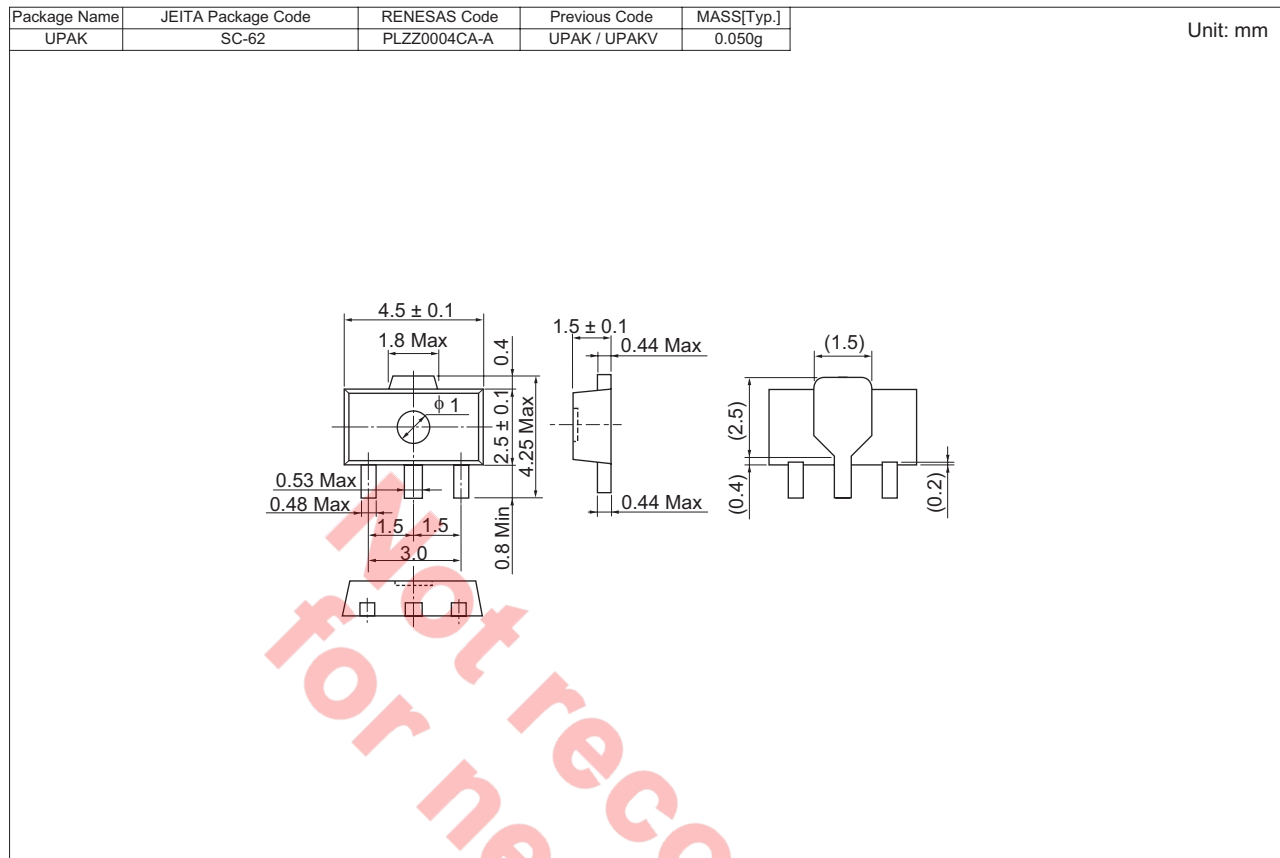 Package Name JEITA Package Code RENESAS Code Previous Code MASS[Typ.]
UPAK SC-62 PLZZ0004CA-A UPAK / UPAKV 0.050g
Unit: mm
4.5 ± 0.1
1.8 Max
0.4
φ 1
2.5 ± 0.1
4.25 Max
0.53 Max
0.48 Max
1.5
1.5
3.0
0.8 Min
1.5 ± 0.1
0.44 Max
0.44 Max
(1.5)
(2.5)
(0.4)
(0.2)
Not reco
for ne